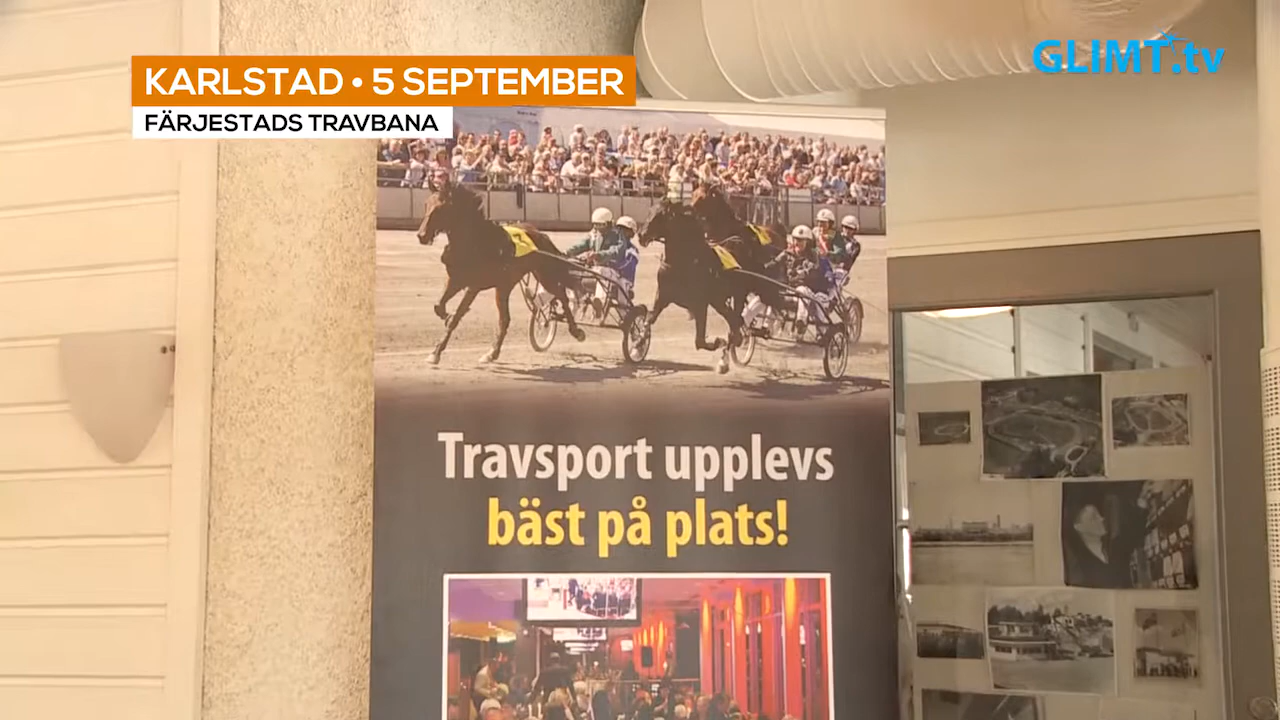 KARLSTAD • 5 SEPTEMBER
FÄRJESTADS TRAVBANA
GLIMT.tv
Travsport upplevs
bäst på plats!